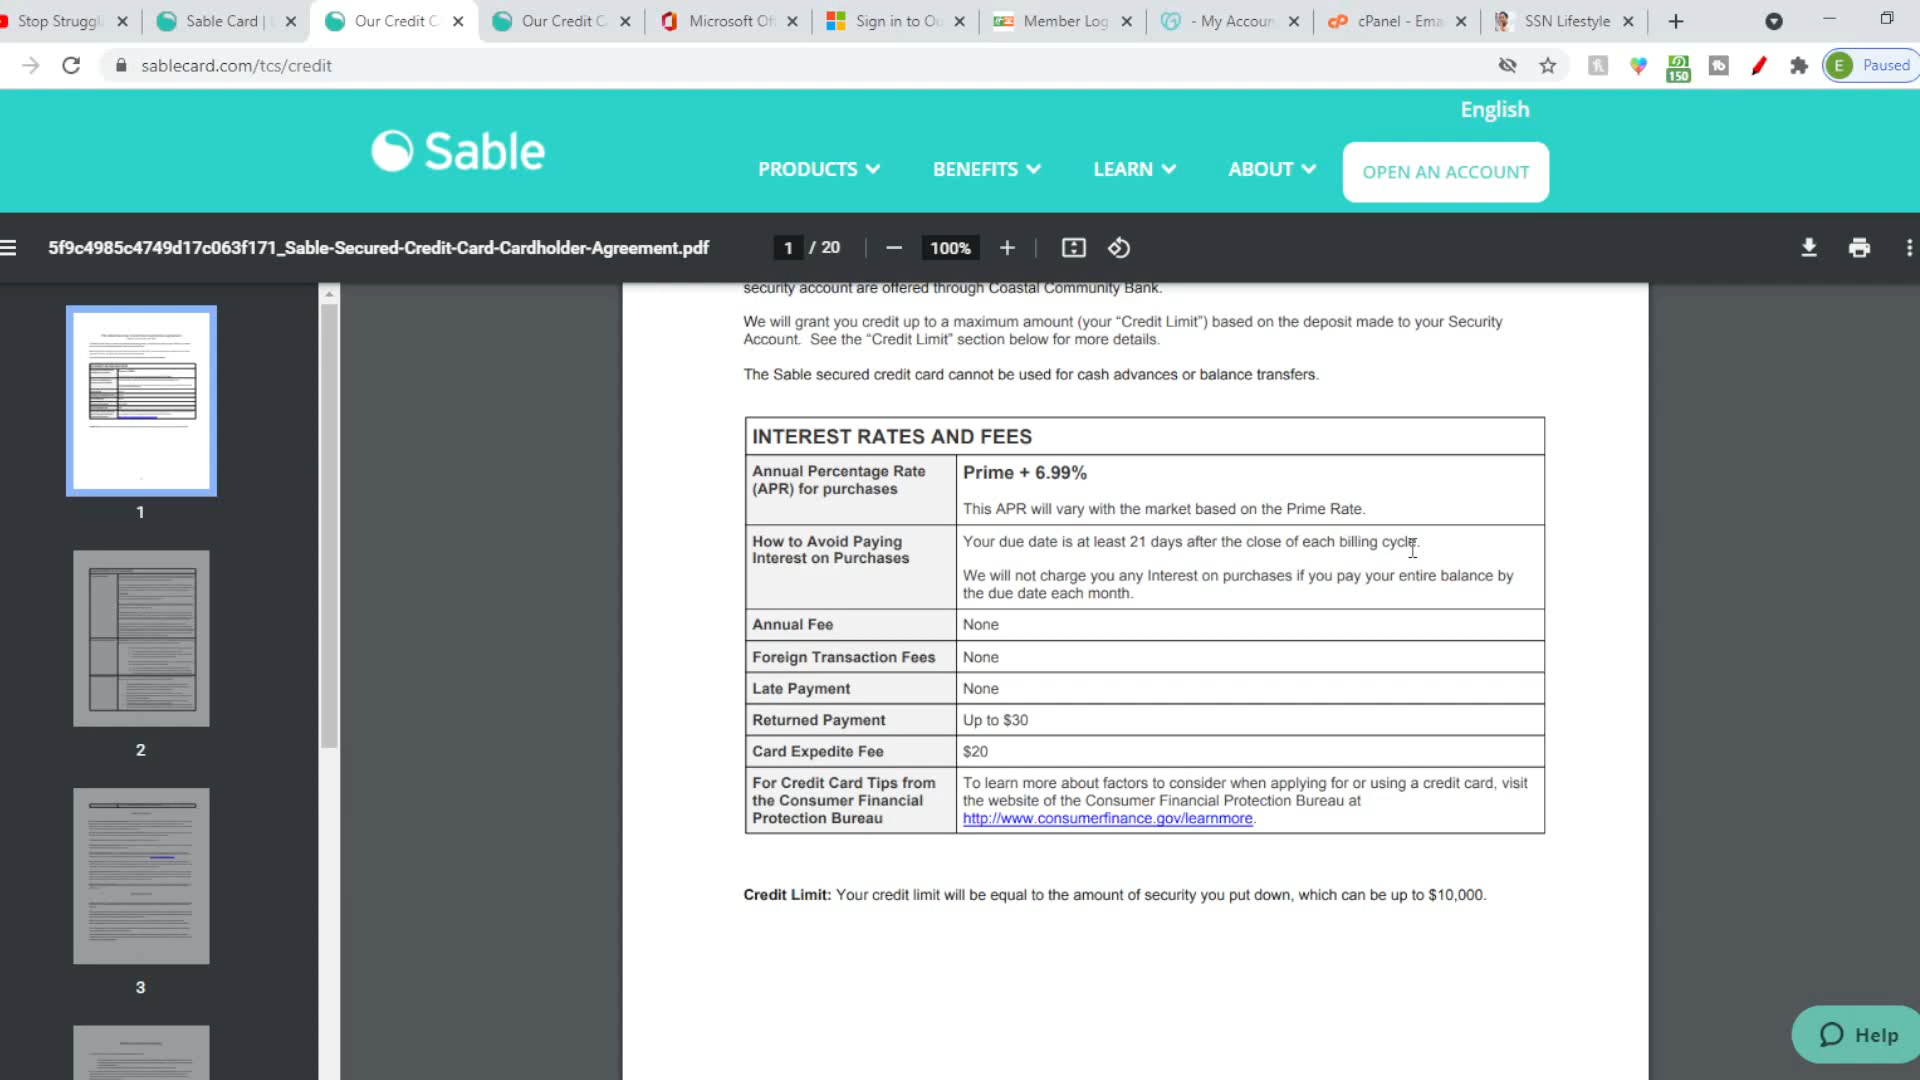 Stop Struggl
Sable Card |
Our Credit C
Our Credit C
Microsoft Of
Sign in to Ou
Member Log
- My Accoun
cPanel - Ema
SSN Lifestyle
sablecard.com/tcs/credit
150
E Paused
English
Sable
PRODUCTS
BENEFITS
LEARN
ABOUT
OPEN AN ACCOUNT
5f9c4985c4749d17c063f171_Sable-Secured-Credit-Card-Cardholder-Agreement.pdf
1 / 20
100%
1
2
3
security account are offered through Coastal Community Bank.
We will grant you credit up to a maximum amount (your “Credit Limit”) based on the deposit made to your Security
Account. See the “Credit Limit” section below for more details.
The Sable secured credit card cannot be used for cash advances or balance transfers.
INTEREST RATES AND FEES
Annual Percentage Rate
(APR) for purchases
Prime + 6.99%
This APR will vary with the market based on the Prime Rate.
How to Avoid Paying
Interest on Purchases
Your due date is at least 21 days after the close of each billing cycle.
We will not charge you any Interest on purchases if you pay your entire balance by
the due date each month.
Annual Fee
None
Foreign Transaction Fees
None
Late Payment
None
Returned Payment
Up to $30
Card Expedite Fee
$20
For Credit Card Tips from
the Consumer Financial
Protection Bureau
To learn more about factors to consider when applying for or using a credit card, visit
the website of the Consumer Financial Protection Bureau at
http://www.consumerfinance.gov/learnmore.
Credit Limit: Your credit limit will be equal to the amount of security you put down, which can be up to $10,000.
Help